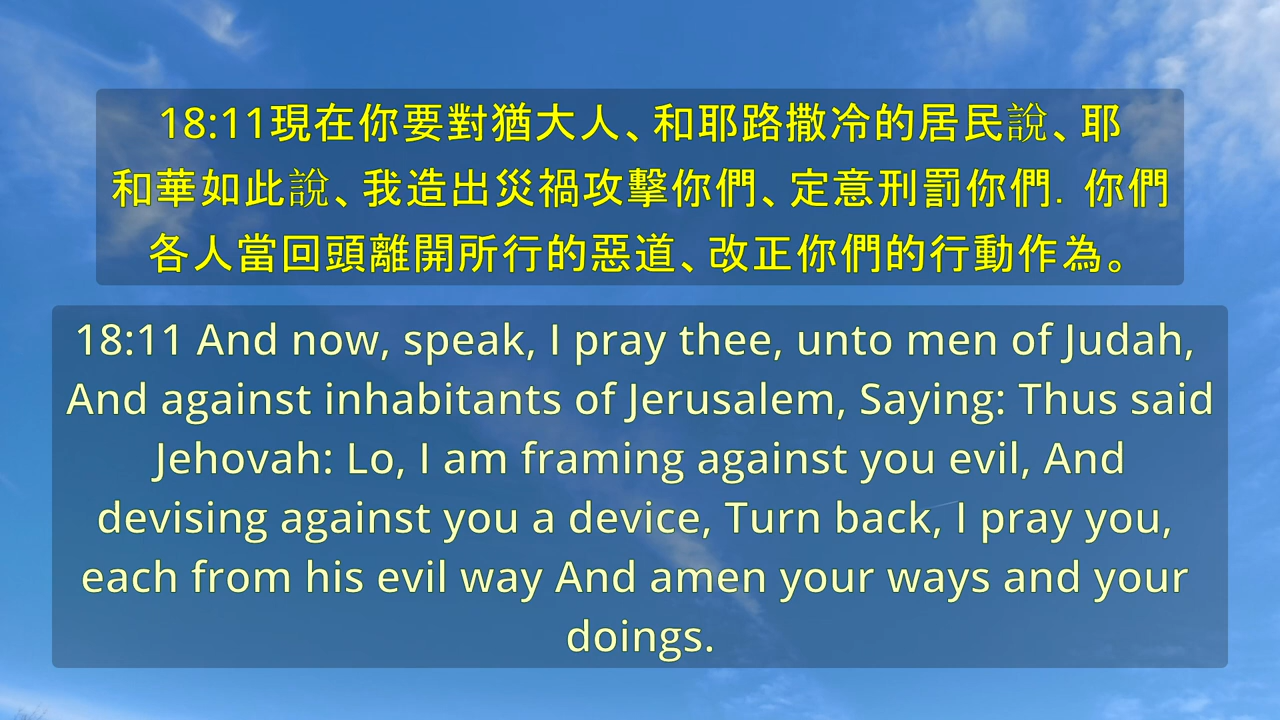 18:11現在你要對猶大人、和耶路撒冷的居民說、耶
和華如此說、我造出災禍攻擊你們、定意刑罰你們．你們
各人當回頭離開所行的惡道、改正你們的行動作為。
18:11 And now, speak, I pray thee, unto men of Judah,
And against inhabitants of Jerusalem, Saying: Thus said
Jehovah: Lo, I am framing against you evil, And
devising against you a device, Turn back, I pray you,
each from his evil way And amen your ways and your
doings.